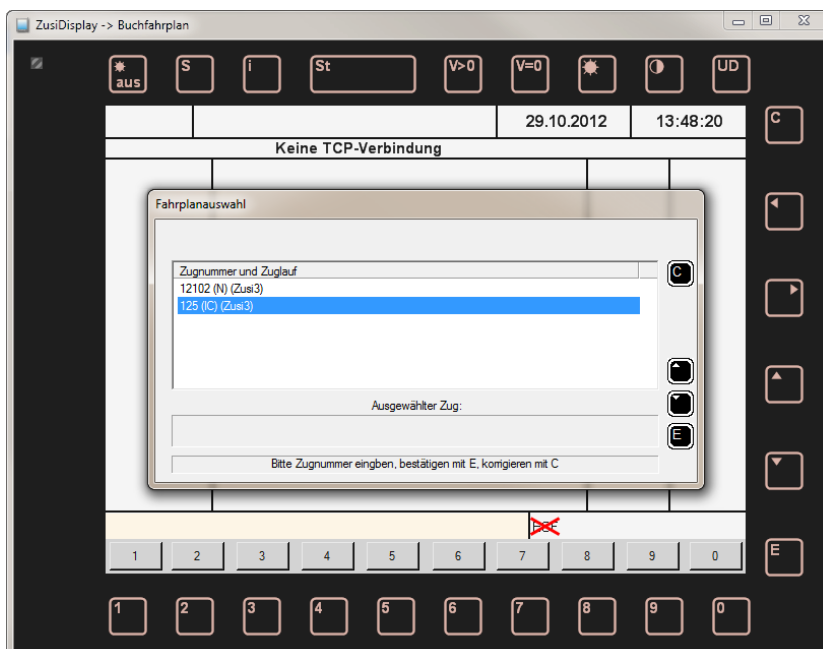 ZusiDisplay -> Buchfahrplan
aus S i St V>0 V=0 UD
29.10.2012 13:48:20 C
Keine TCP-Verbindung
Fahrplanauswahl
Zugnummer und Zuglauf C
12102 (N) (Zusi3)
125 (IC) (Zusi3)
Ausgewählter Zug:
E
Bitte Zugnummer eingben, bestätigen mit E, korrigieren mit C
1 2 3 4 5 6 7 8 9 0 E
1 2 3 4 5 6 7 8 9 0